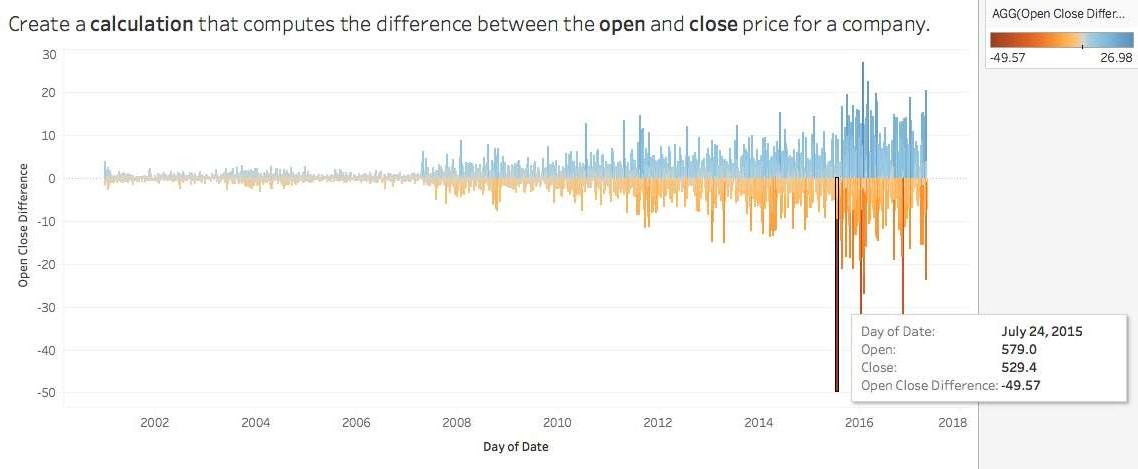 Create a calculation that computes the difference between the open and close price for a company.
AGG(Open Close Differ...
-49.57 26.98
Open Close Difference
30
20
10
0
-10
-20
-30
-40
-50
Day of Date: July 24, 2015
Open: 579.0
Close: 529.4
Open Close Difference: -49.57
2002 2004 2006 2008 2010 2012 2014 2016 2018
Day of Date